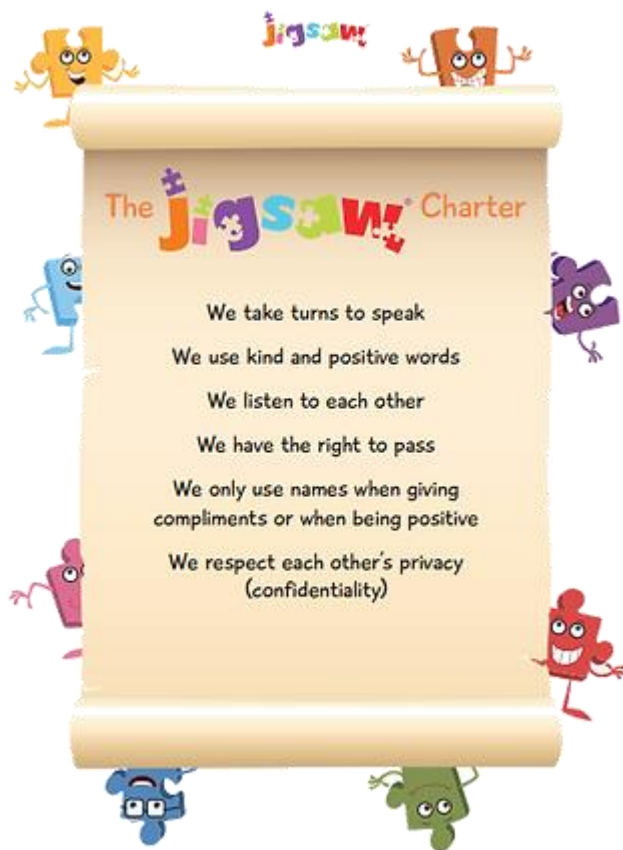 jigsaw
The jigsaw® Charter
We take turns to speak
We use kind and positive words
We listen to each other
We have the right to pass
We only use names when giving
compliments or when being positive
We respect each other's privacy
(confidentiality)